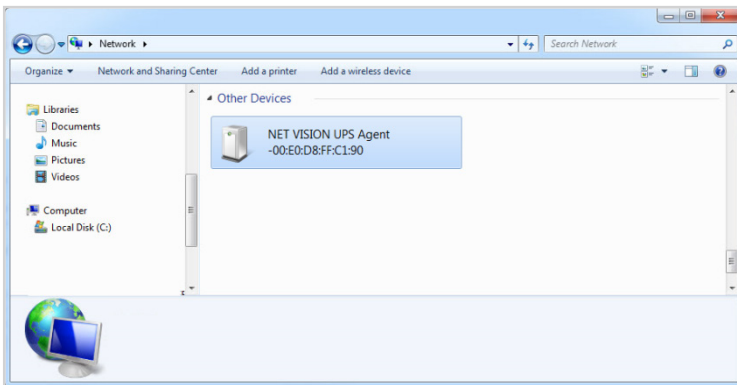 Network
Search Network
Organize
Network and Sharing Center
Add a printer
Add a wireless device
Libraries
Documents
Music
Pictures
Videos
Computer
Local Disk (C:)
Other Devices
NET VISION UPS Agent
-00:E0:D8:FF:C1:90